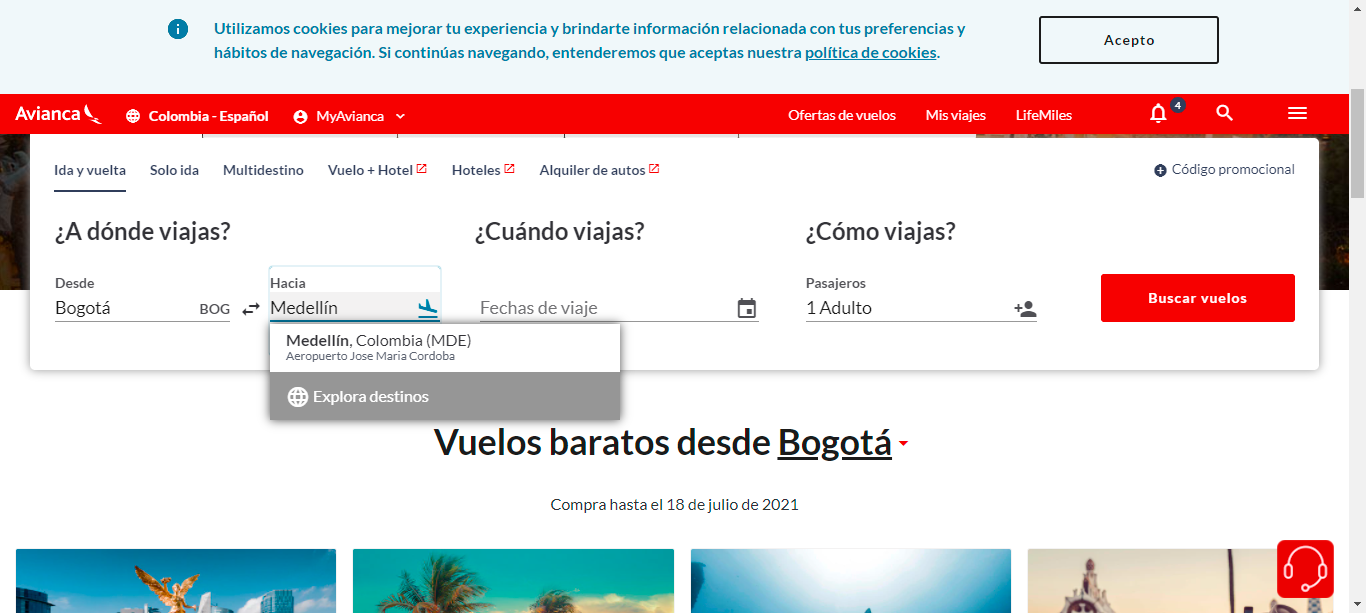 Utilizamos cookies para mejorar tu experiencia y brindarte información relacionada con tus preferencias y
hábitos de navegación. Si continúas navegando, entenderemos que aceptas nuestra política de cookies.
Acepto
Avianca
Colombia - Español
MyAvianca
Ofertas de vuelos
Mis viajes
LifeMiles
4
Ida y vuelta
Solo ida
Multidestino
Vuelo + Hotel
Hoteles
Alquiler de autos
Código promocional
¿A dónde viajas?
¿Cuándo viajas?
¿Cómo viajas?
Desde
Hacia
Pasajeros
Bogotá
BOG
Medellín
Fechas de viaje
1 Adulto
Buscar vuelos
Medellín, Colombia (MDE)
Aeropuerto Jose Maria Cordoba
Explora destinos
Vuelos baratos desde Bogotá
Compra hasta el 18 de julio de 2021